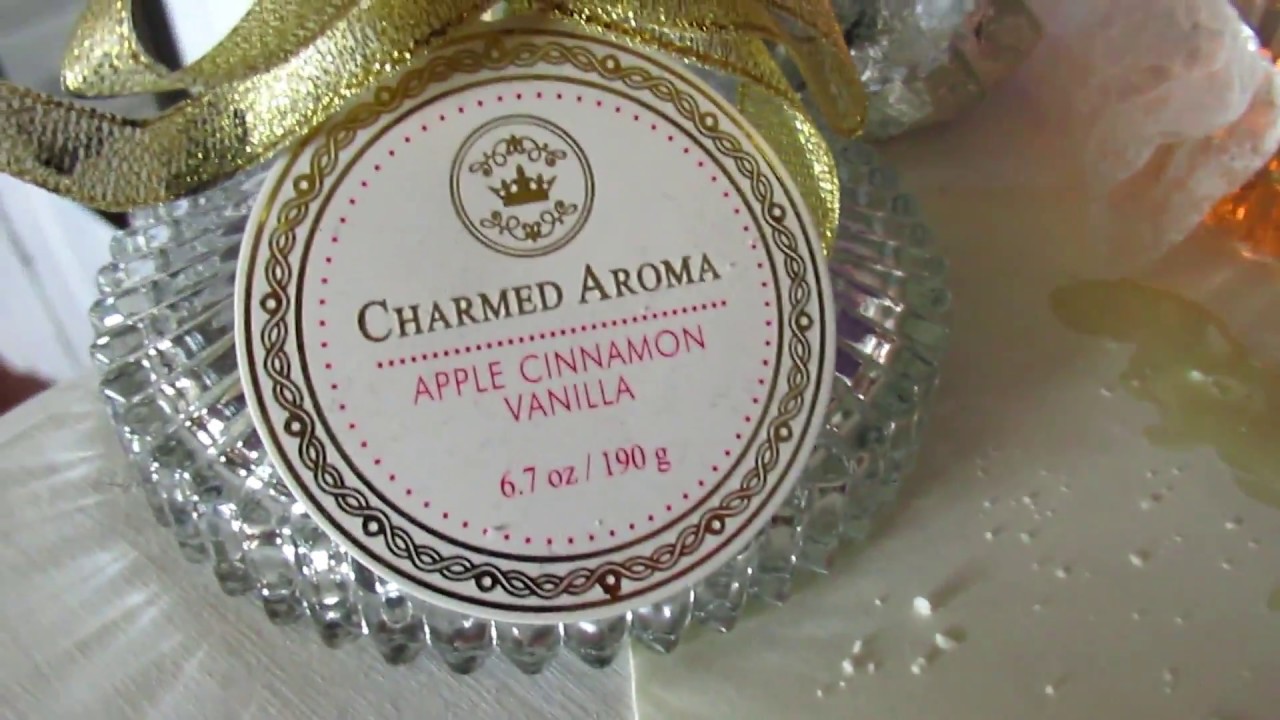 CHARMED AROMA
APPLE CINNAMON
VANILLA
6.7 oz / 190 g